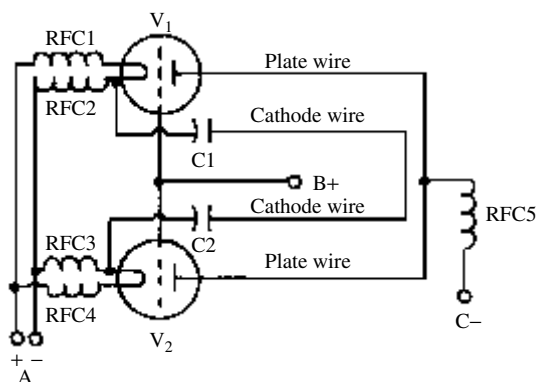 V1
RFC1
Plate wire
RFC2
Cathode wire
C1
B+
Cathode wire
RFC5
C2
RFC3
Plate wire
RFC4
C−
V2
+ −
A